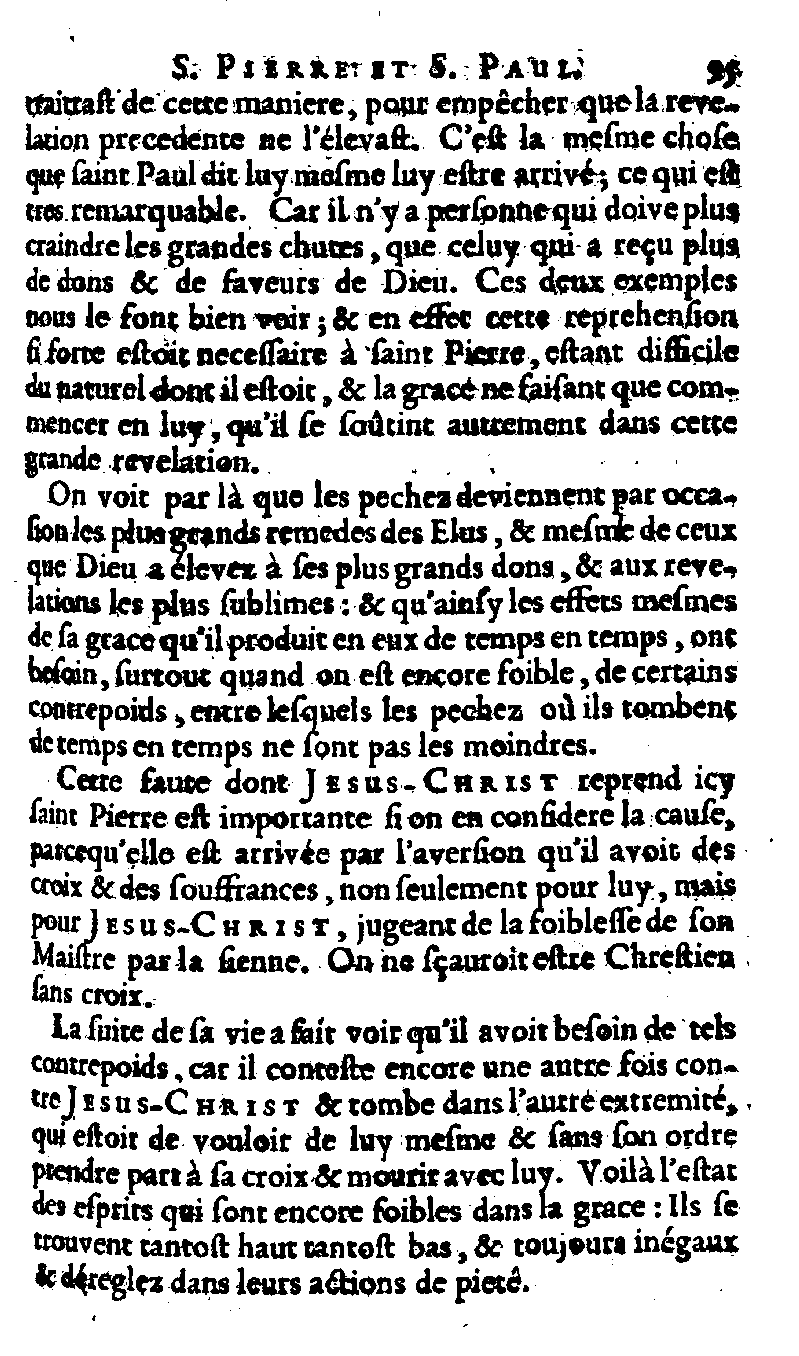 S. PIERRE ET S. PAUL. 95
traittaſt de cette maniere, pour empêcher que la reve-
lation precedente ne l'élevaſt. C'eſt la meſme choſe
que ſaint Paul dit luy meſme luy eſtre arrivé; ce qui eſt
tres remarquable. Car il n'y a perſonne qui doive plus
craindre les grandes chutes, que celuy qui a reçu plus
de dons & de faveurs de Dieu. Ces deux exemples
nous le font bien voir; & en effet cette reprehenſion
ſi forte eſtoit neceſſaire à ſaint Pierre, eſtant difficile
du naturel dont il eſtoit, & la grace ne faiſant que com-
mencer en luy, qu'il ſe ſoûtint autrement dans cette
grande revelation.
On voit par là que les pechez deviennent par occa-
ſion les plus grands remedes des Elus, & meſme de ceux
que Dieu a élevez à ſes plus grands dons, & aux reve-
lations les plus ſublimes: & qu'ainſy les effets meſmes
de ſa grace qu'il produit en eux de temps en temps, ont
beſoin, ſurtout quand on eſt encore foible, de certains
contrepoids, entre leſquels les pechez où ils tombent
de temps en temps ne ſont pas les moindres.
Cette faute dont JESUS-CHRIST reprend icy
ſaint Pierre eſt importante ſi on en conſidere la cauſe,
parcequ'elle eſt arrivée par l'averſion qu'il avoit des
croix & des ſouffrances, non ſeulement pour luy, mais
pour JESUS-CHRIST, jugeant de la foibleſſe de ſon
Maiſtre par la ſienne. On ne ſçauroit eſtre Chreſtien
ſans croix.
La ſuite de ſa vie a fait voir qu'il avoit beſoin de tels
contrepoids, car il conteſte encore une autre fois con-
tre JESUS-CHRIST & tombe dans l'autre extremité,
qui eſtoit de vouloir de luy meſme & ſans ſon ordre
prendre part à ſa croix & mourir avec luy. Voilà l'eſtat
des eſprits qui ſont encore foibles dans la grace: Ils ſe
trouvent tantoſt haut tantoſt bas, & toujours inégaux
& déreglez dans leurs actions de pieté.